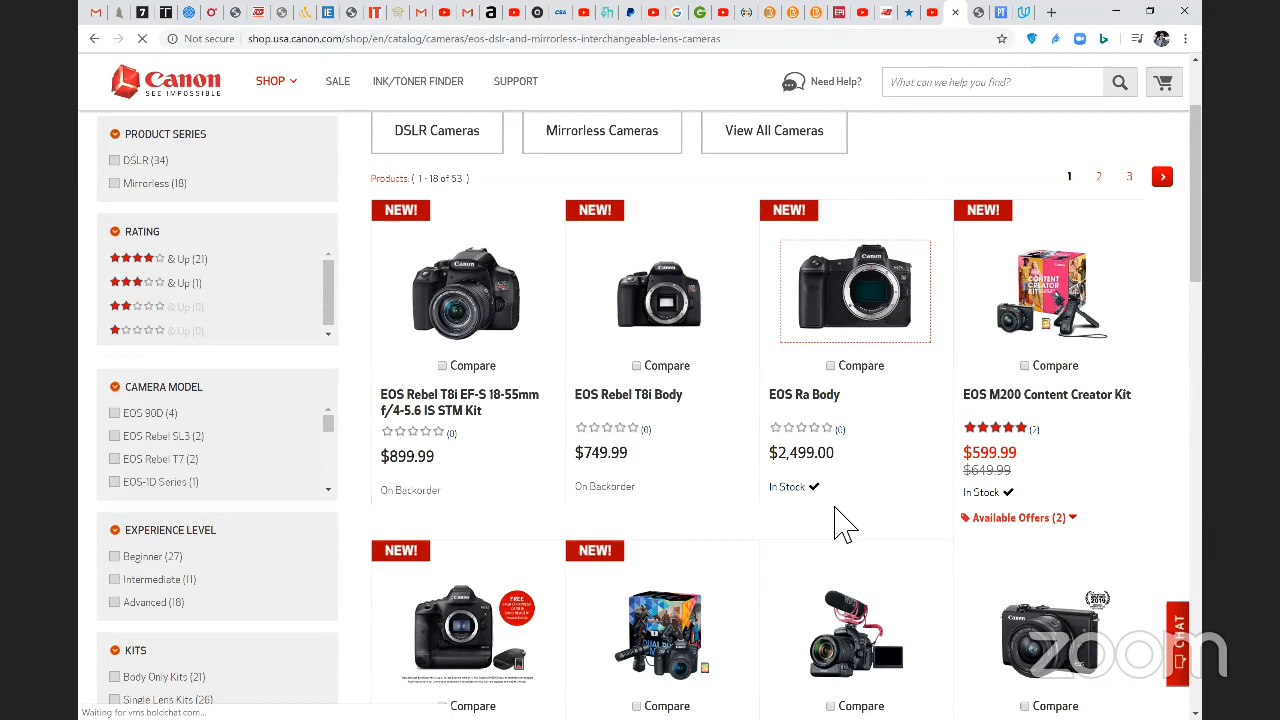 Not secure
shop.usa.canon.com/shop/en/catalog/cameras/eos-dslr-and-mirrorless-interchangeable-lens-cameras
Canon
SEE IMPOSSIBLE
SHOP
SALE
INK/TONER FINDER
SUPPORT
Need Help?
What can we help you find?
PRODUCT SERIES
DSLR (34)
Mirrorless (18)
RATING
& Up (21)
& Up (1)
& Up (0)
& Up (0)
CAMERA MODEL
EOS 90D (4)
EOS Rebel SL3 (2)
EOS Rebel T7 (2)
EOS-1D Series (1)
EXPERIENCE LEVEL
Beginner (27)
Intermediate (11)
Advanced (18)
KITS
Body Only Kits (21)
Single Lens Kits (26)
DSLR Cameras
Mirrorless Cameras
View All Cameras
Products: ( 1 - 18 of 53 )
1 2 3
NEW!
Compare
EOS Rebel T8i EF-S 18-55mm
f/4-5.6 IS STM Kit
(0)
$899.99
On Backorder
NEW!
Compare
EOS Rebel T8i Body
(0)
$749.99
On Backorder
NEW!
Compare
EOS Ra Body
(0)
$2,499.00
In Stock
NEW!
CONTENT
CREATOR
KIT
Compare
EOS M200 Content Creator Kit
(2)
$599.99
$649.99
In Stock
Available Offers (2)
NEW!
FREE
Compare
NEW!
Compare
Compare
Canon
Compare
CHAT
zoom
Waiting for vms.boldchat.com...